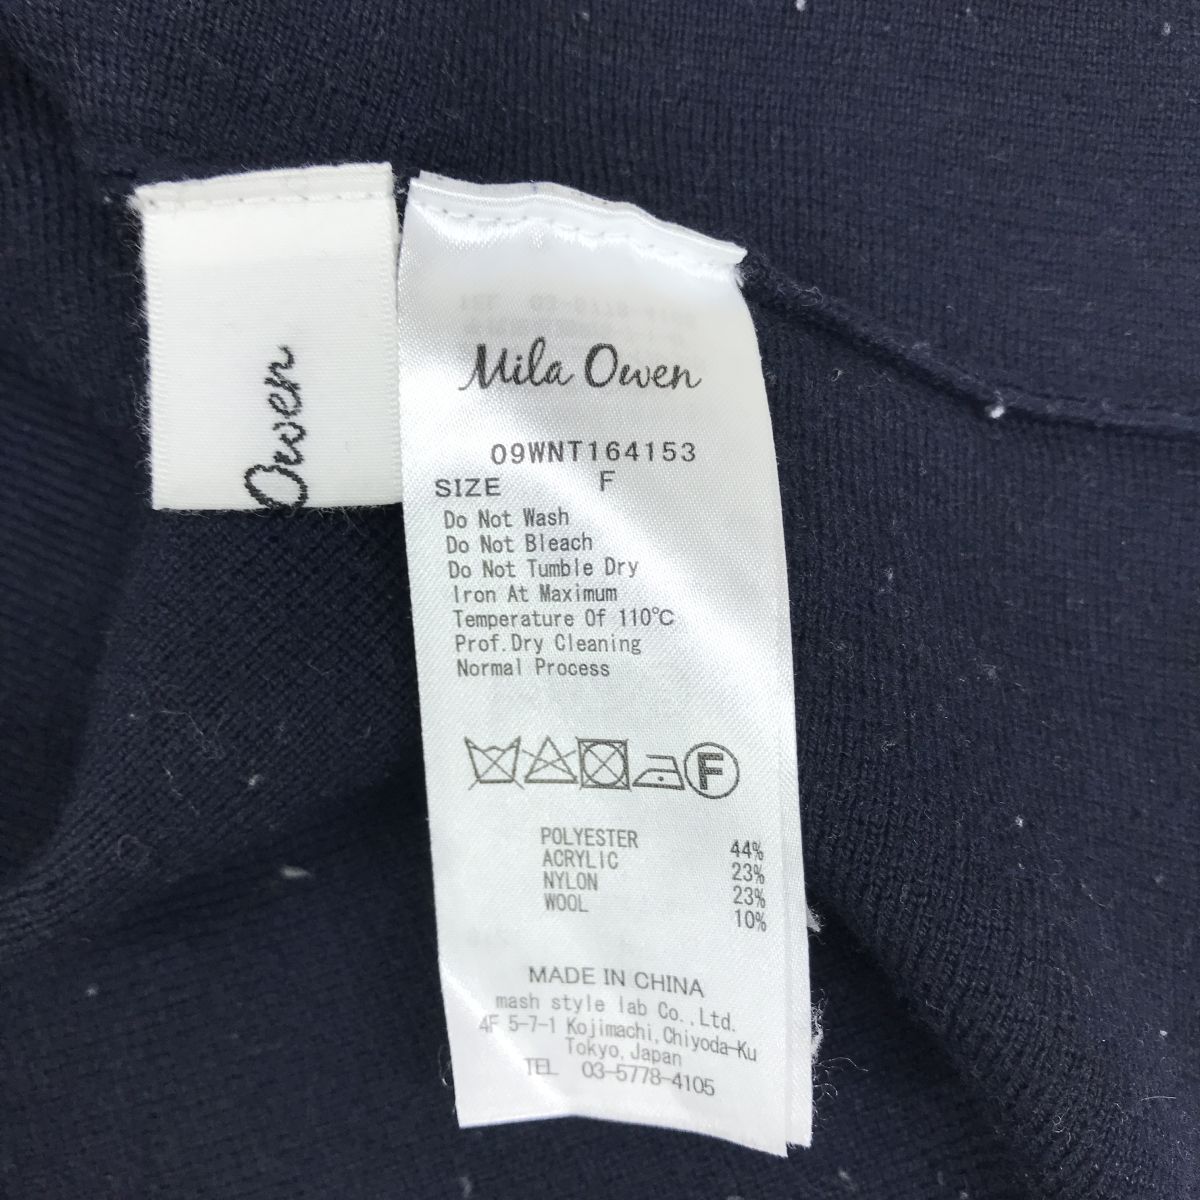 Owen
Mila Owen
09WNT164153
SIZE F
Do Not Wash
Do Not Bleach
Do Not Tumble Dry
Iron At Maximum
Temperature Of 110℃
Prof.Dry Cleaning
Normal Process
F
POLYESTER 44%
ACRYLIC 23%
NYLON 23%
WOOL 10%
MADE IN CHINA
mash style lab Co.,Ltd.
4F 5-7-1 Kojimachi,Chiyoda-Ku
Tokyo,Japan
TEL 03-5778-4105